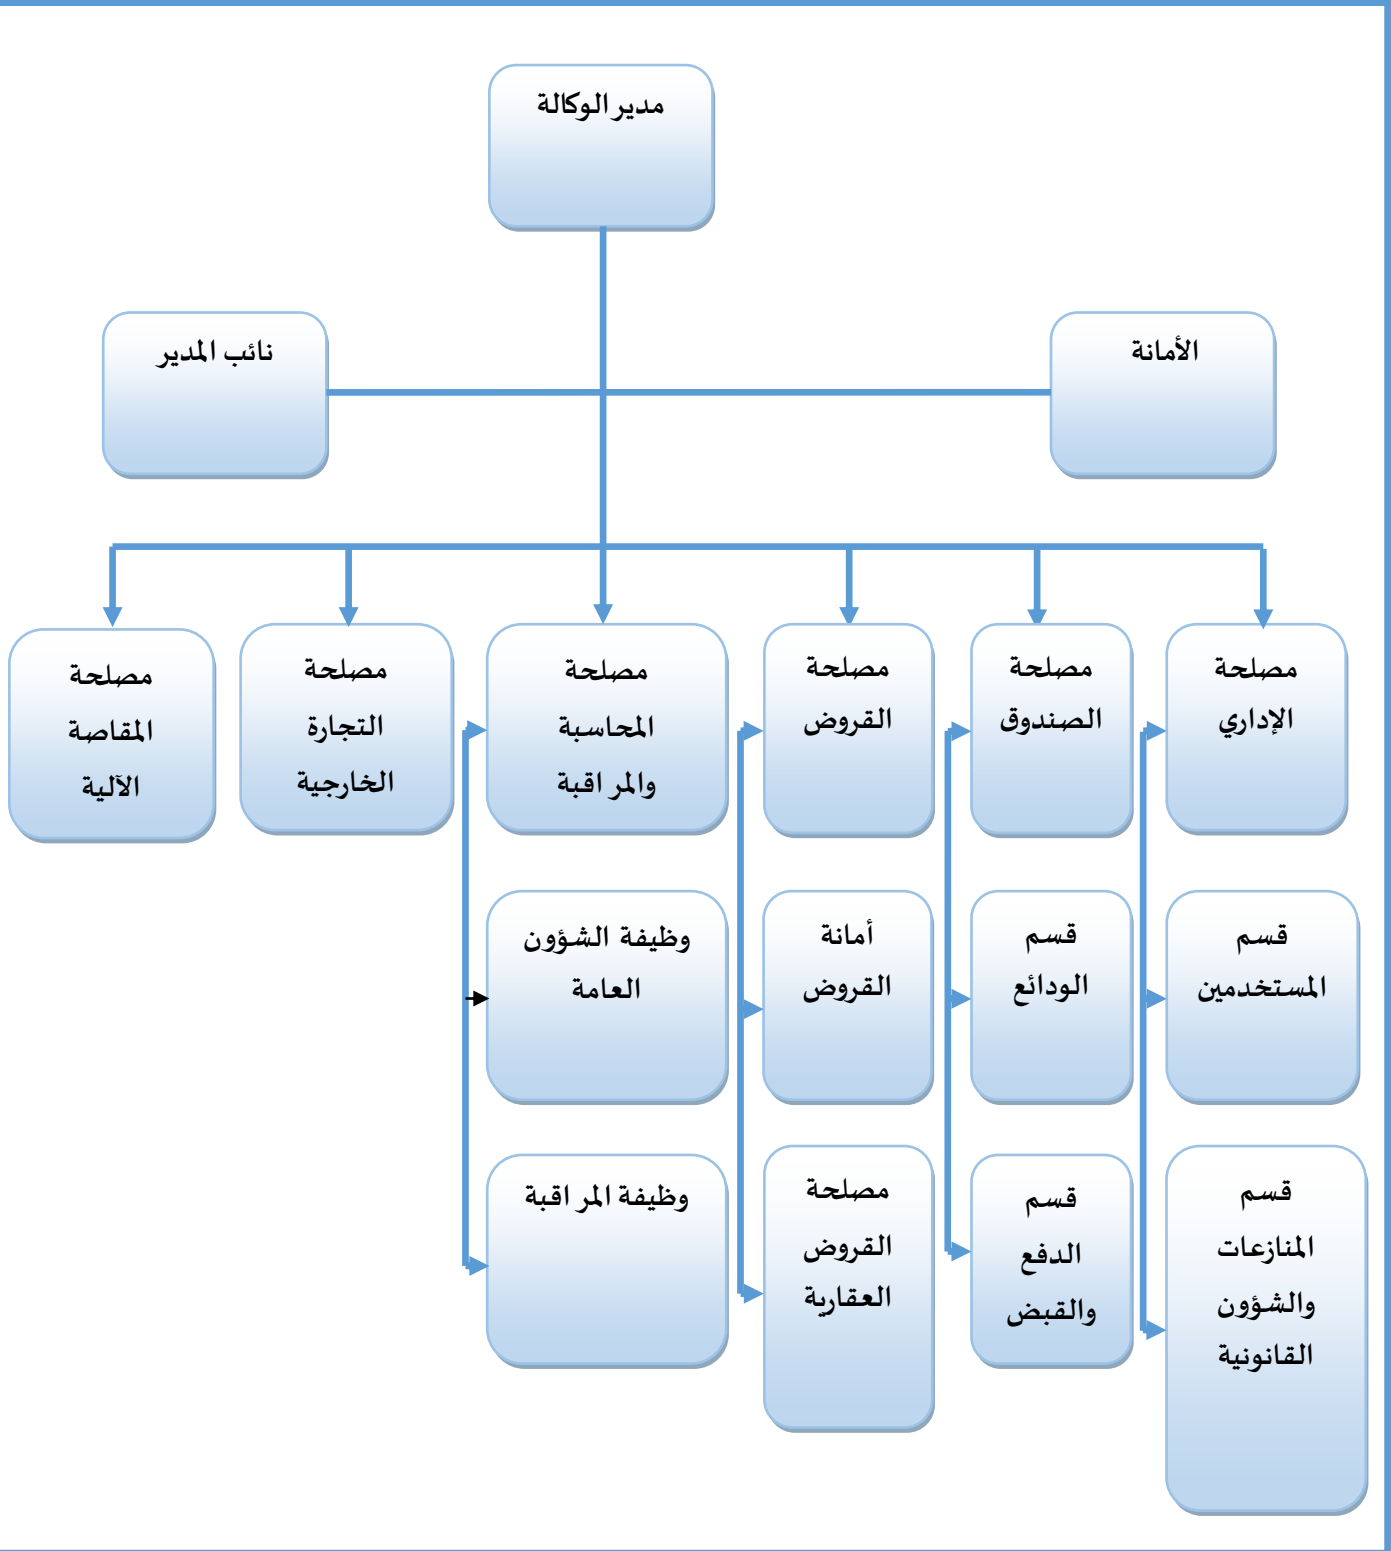 مدير الوكالة
الأمانة
نائب المدير
مصلحة
الإداري
مصلحة
الصندوق
مصلحة
القروض
مصلحة
المحاسبة
والمراقبة
مصلحة
التجارة
الخارجية
مصلحة
المقاصة
الآلية
قسم
المستخدمين
قسم
الودائع
أمانة
القروض
وظيفة الشؤون
العامة
قسم
المنازعات
والشؤون
القانونية
قسم
الدفع
والقبض
مصلحة
القروض
العقارية
وظيفة المراقبة